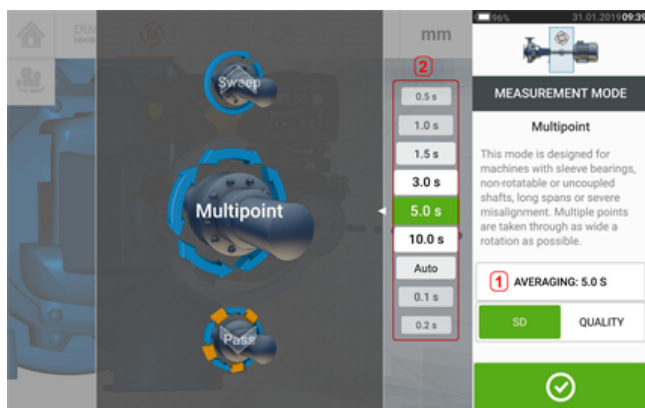 96%
31.01.2019 09:39
DIM
mm
2
Sweep
0.5 s
1.0 s
1.5 s
3.0 s
Multipoint
5.0 s
10.0 s
Auto
0.1 s
0.2 s
Pass
MEASUREMENT MODE
Multipoint
This mode is designed for
machines with sleeve bearings,
non-rotatable or uncoupled
shafts, long spans or severe
misalignment. Multiple points
are taken through as wide a
rotation as possible.
1 AVERAGING: 5.0 S
SD QUALITY